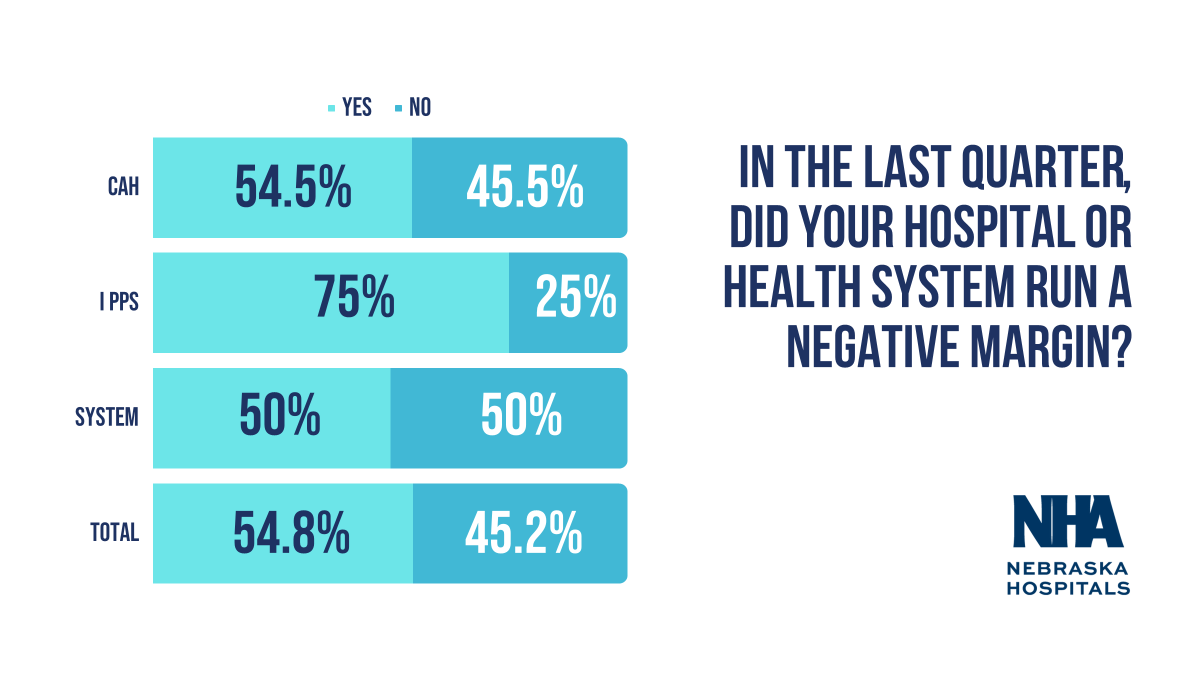 YES NO
CAH 54.5% 45.5%
I PPS 75% 25%
SYSTEM 50% 50%
TOTAL 54.8% 45.2%
IN THE LAST QUARTER,
DID YOUR HOSPITAL OR
HEALTH SYSTEM RUN A
NEGATIVE MARGIN?
NHA
NEBRASKA
HOSPITALS